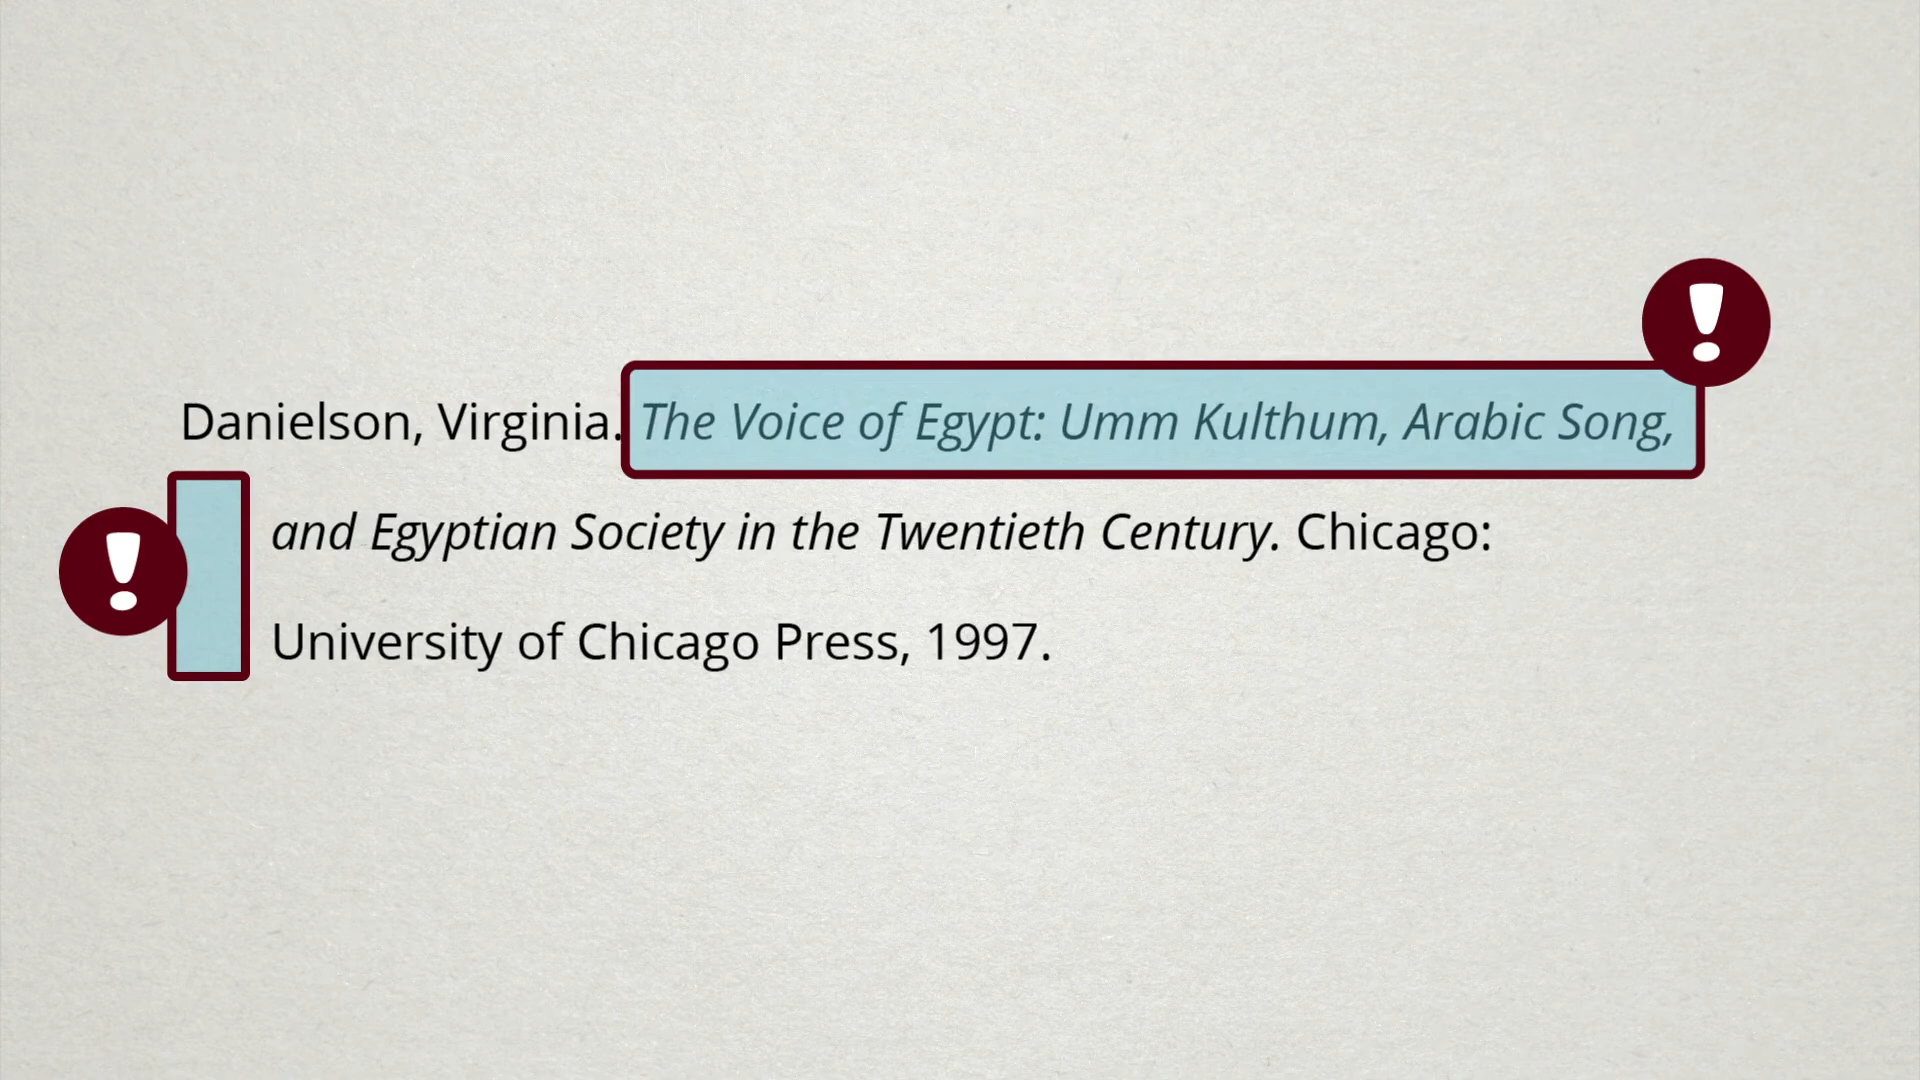 Danielson, Virginia. The Voice of Egypt: Umm Kulthum, Arabic Song,
and Egyptian Society in the Twentieth Century. Chicago:
University of Chicago Press, 1997.